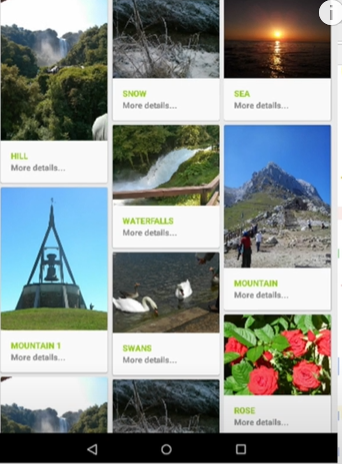 SNOW
More details...
SEA
More details...
HILL
More details...
WATERFALLS
More details...
MOUNTAIN
More details...
MOUNTAIN 1
More details...
SWANS
More details...
ROSE
More details...